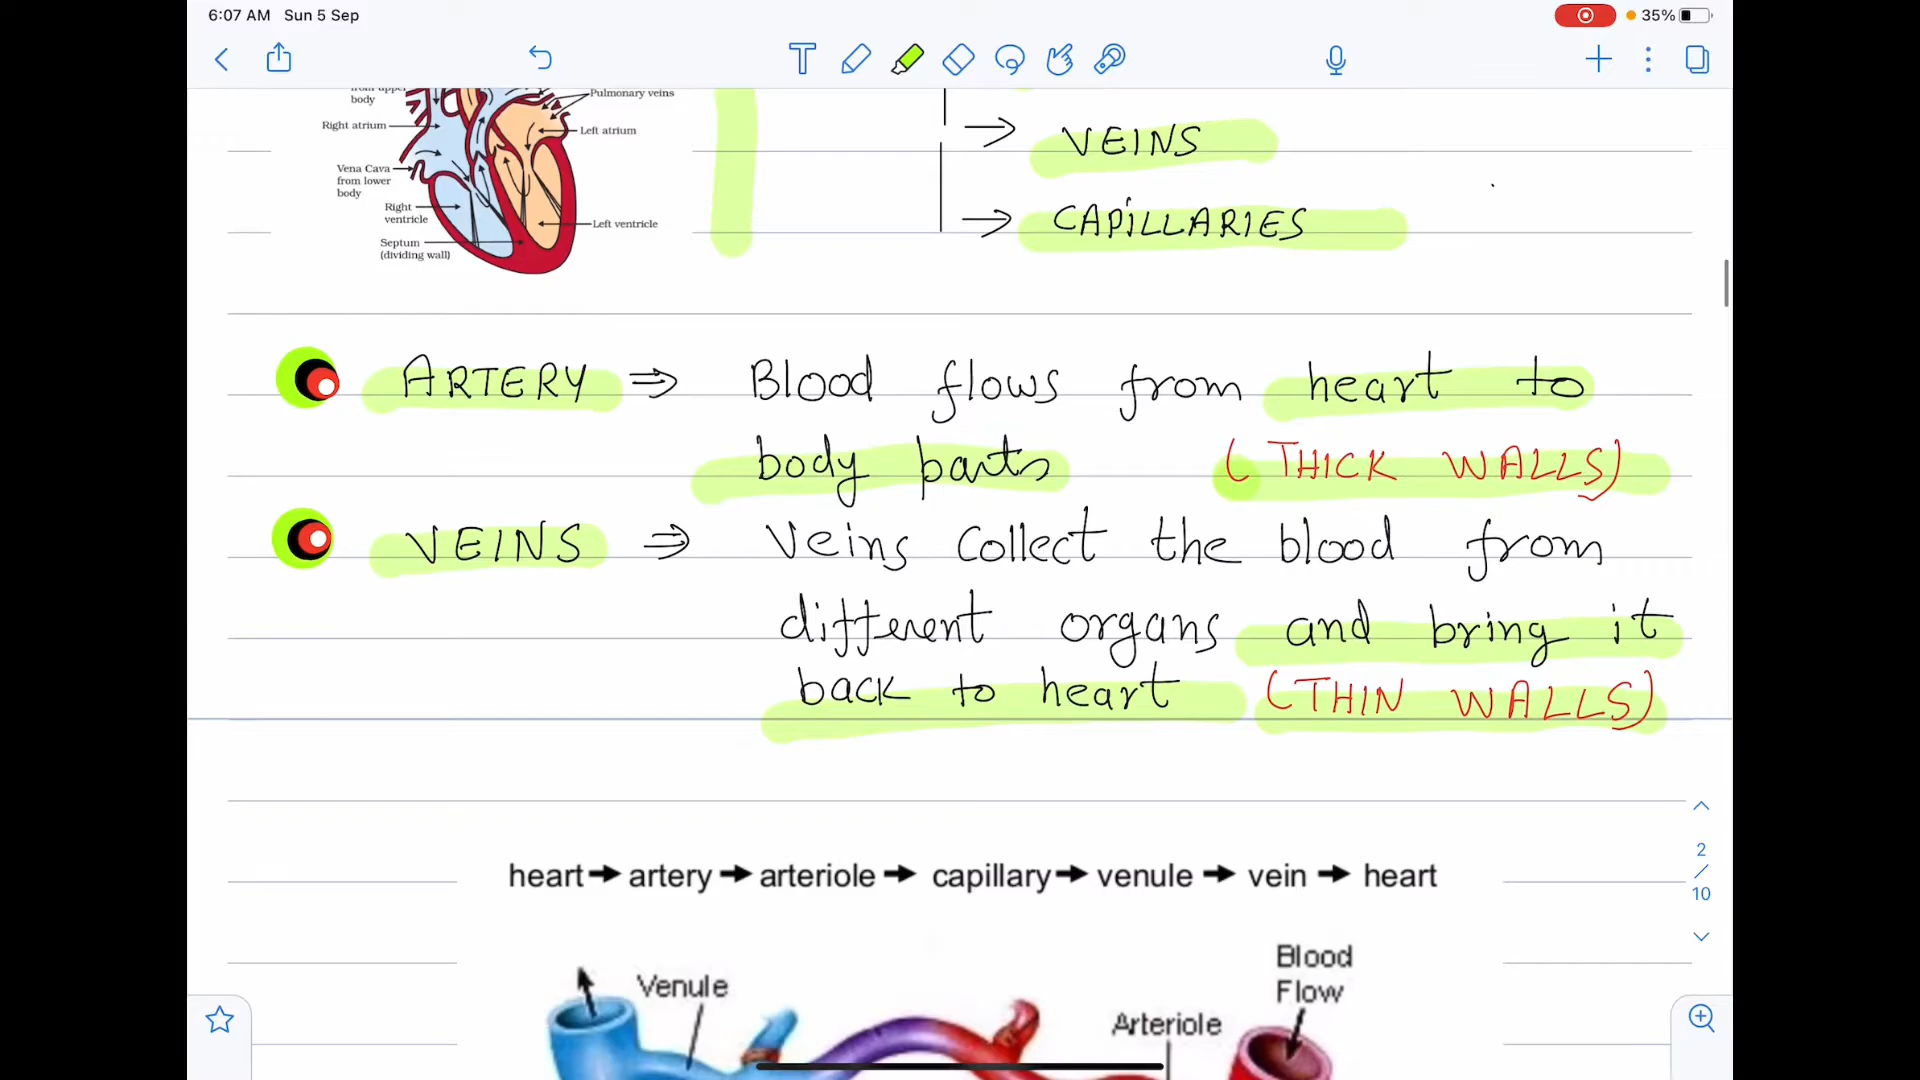 6:07 AM Sun 5 Sep
35%
from upper
body
Pulmonary veins
Right atrium
Left atrium
Vena Cava
from lower
body
Right
ventricle
Left ventricle
Septum
(dividing wall)
→ VEINS
→ CAPILLARIES
ARTERY ⇒ Blood flows from heart to
body parts (THICK WALLS)
VEINS ⇒ Veins collect the blood from
different organs and bring it
back to heart (THIN WALLS)
heart→artery→arteriole→ capillary→venule→vein→heart
2
/
10
Venule
Blood
Flow
Arteriole